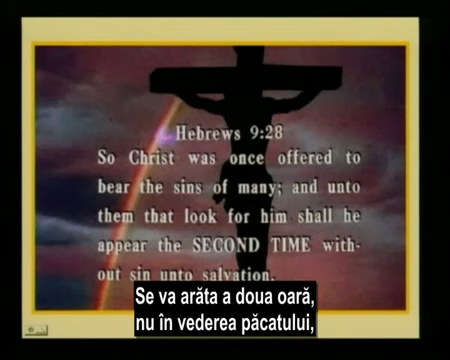 Hebrews 9:28
So Christ was once offered to
bear the sins of many; and unto
them that look for him shall he
appear the SECOND TIME with-
out sin unto salvation.
Se va arăta a doua oară,
nu în vederea păcatului,